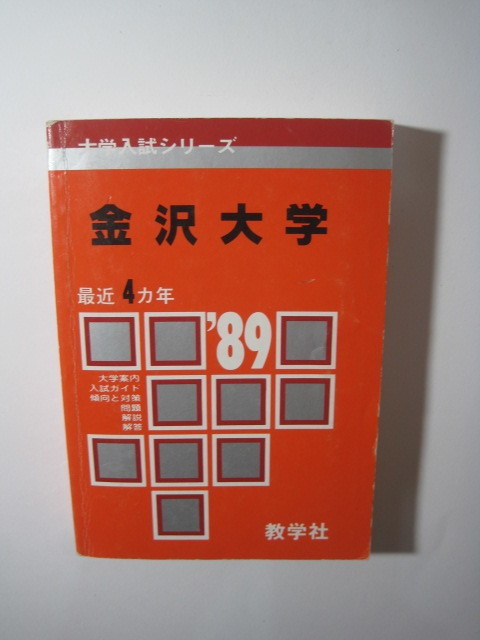 大学入試シリーズ
金沢大学
最近4カ年
'89
大学案内
入試ガイド
傾向と対策
問題
解説
解答
教学社